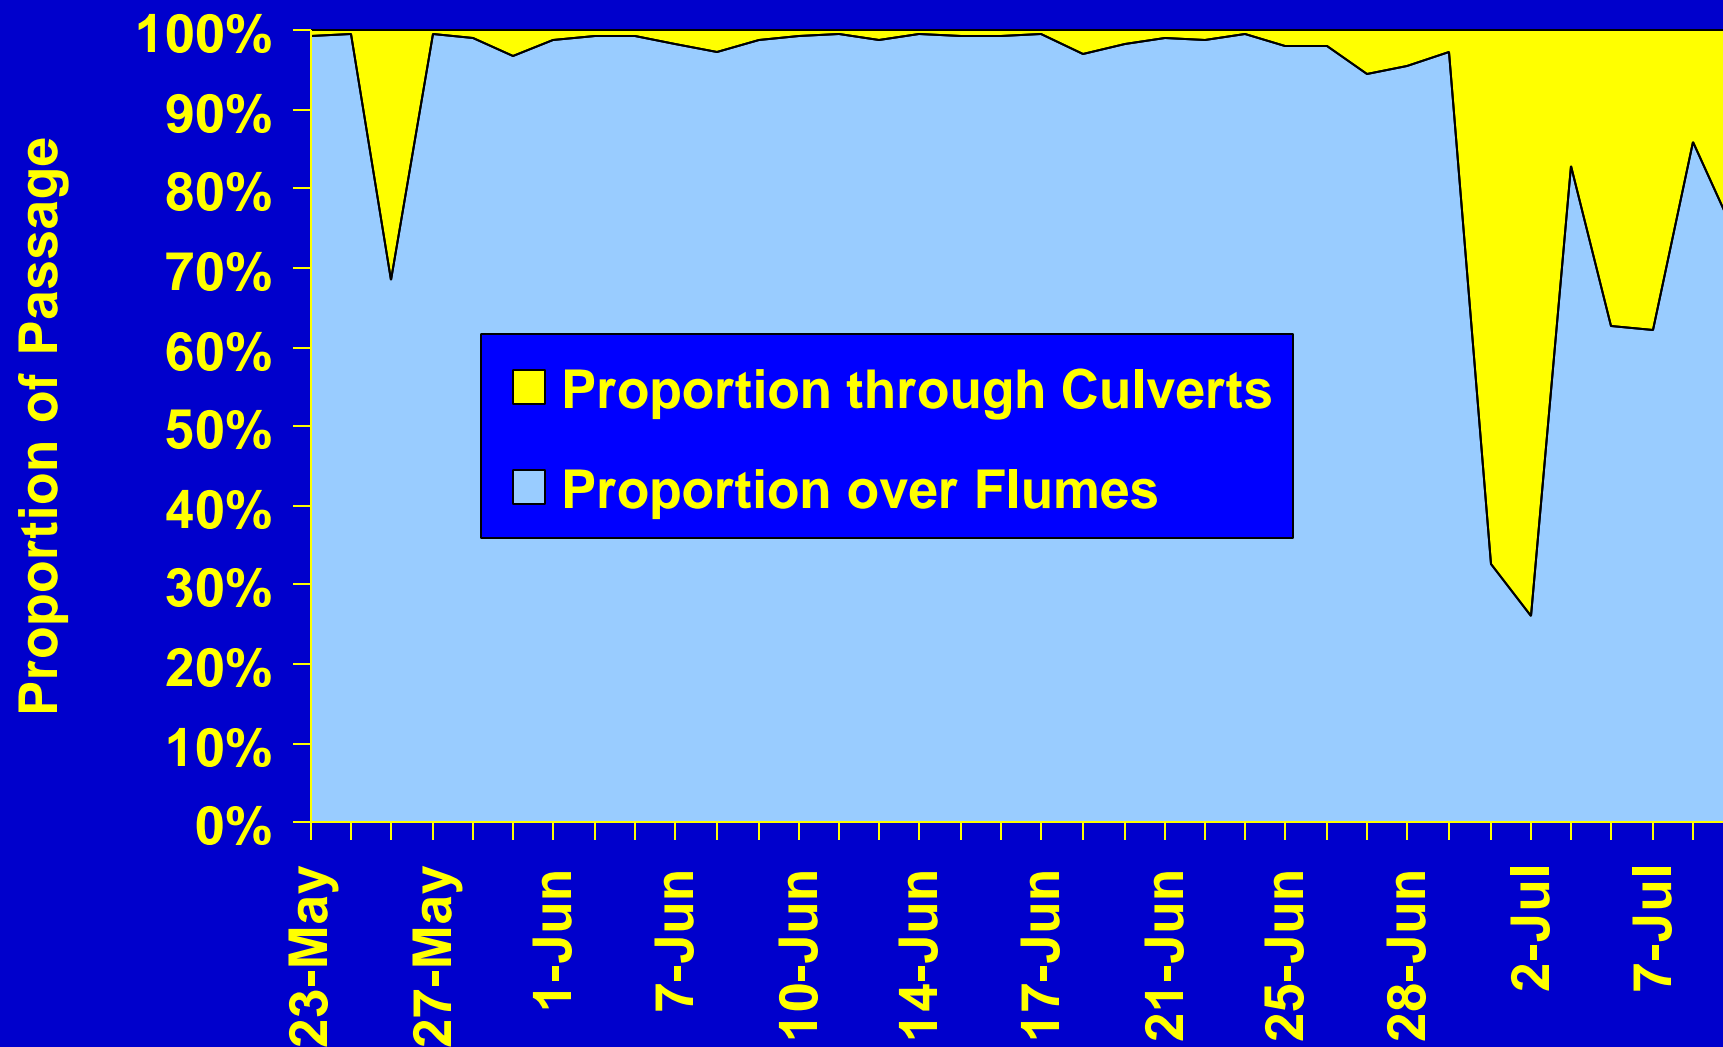 Proportion of Passage
100%
90%
80%
70%
60%
50%
40%
30%
20%
10%
0%
Proportion through Culverts
Proportion over Flumes
23-May
27-May
1-Jun
7-Jun
10-Jun
14-Jun
17-Jun
21-Jun
25-Jun
28-Jun
2-Jul
7-Jul